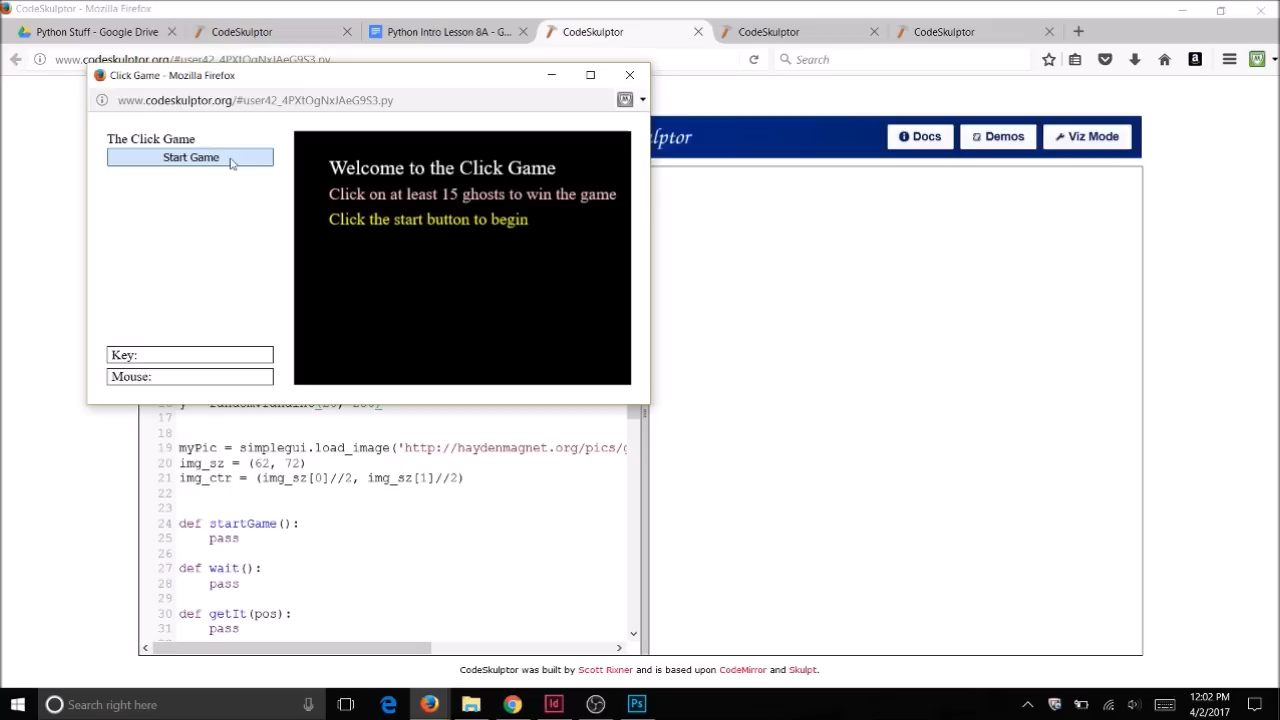 CodeSkulptor - Mozilla Firefox
Python Stuff - Google Drive
CodeSkulptor
Python Intro Lesson 8A - G...
CodeSkulptor
CodeSkulptor
CodeSkulptor
www.codeskulptor.org/#user42_4PXtOgNxJAeG9S3.py
Search
Click Game - Mozilla Firefox
www.codeskulptor.org/#user42_4PXtOgNxJAeG9S3.py
The Click Game
Start Game
Key:
Mouse:
Welcome to the Click Game
Click on at least 15 ghosts to win the game
Click the start button to begin
Docs
Demos
Viz Mode
17
18
19 myPic = simplegui.load_image('http://haydenmagnet.org/pics/
20 img_sz = (62, 72)
21 img_ctr = (img_sz[0]//2, img_sz[1]//2)
22
23
24 def startGame():
25 pass
26
27 def wait():
28 pass
29
30 def getIt(pos):
31 pass
CodeSkulptor was built by Scott Rixner and is based upon CodeMirror and Skulpt.
Search right here
12:02 PM
4/2/2017